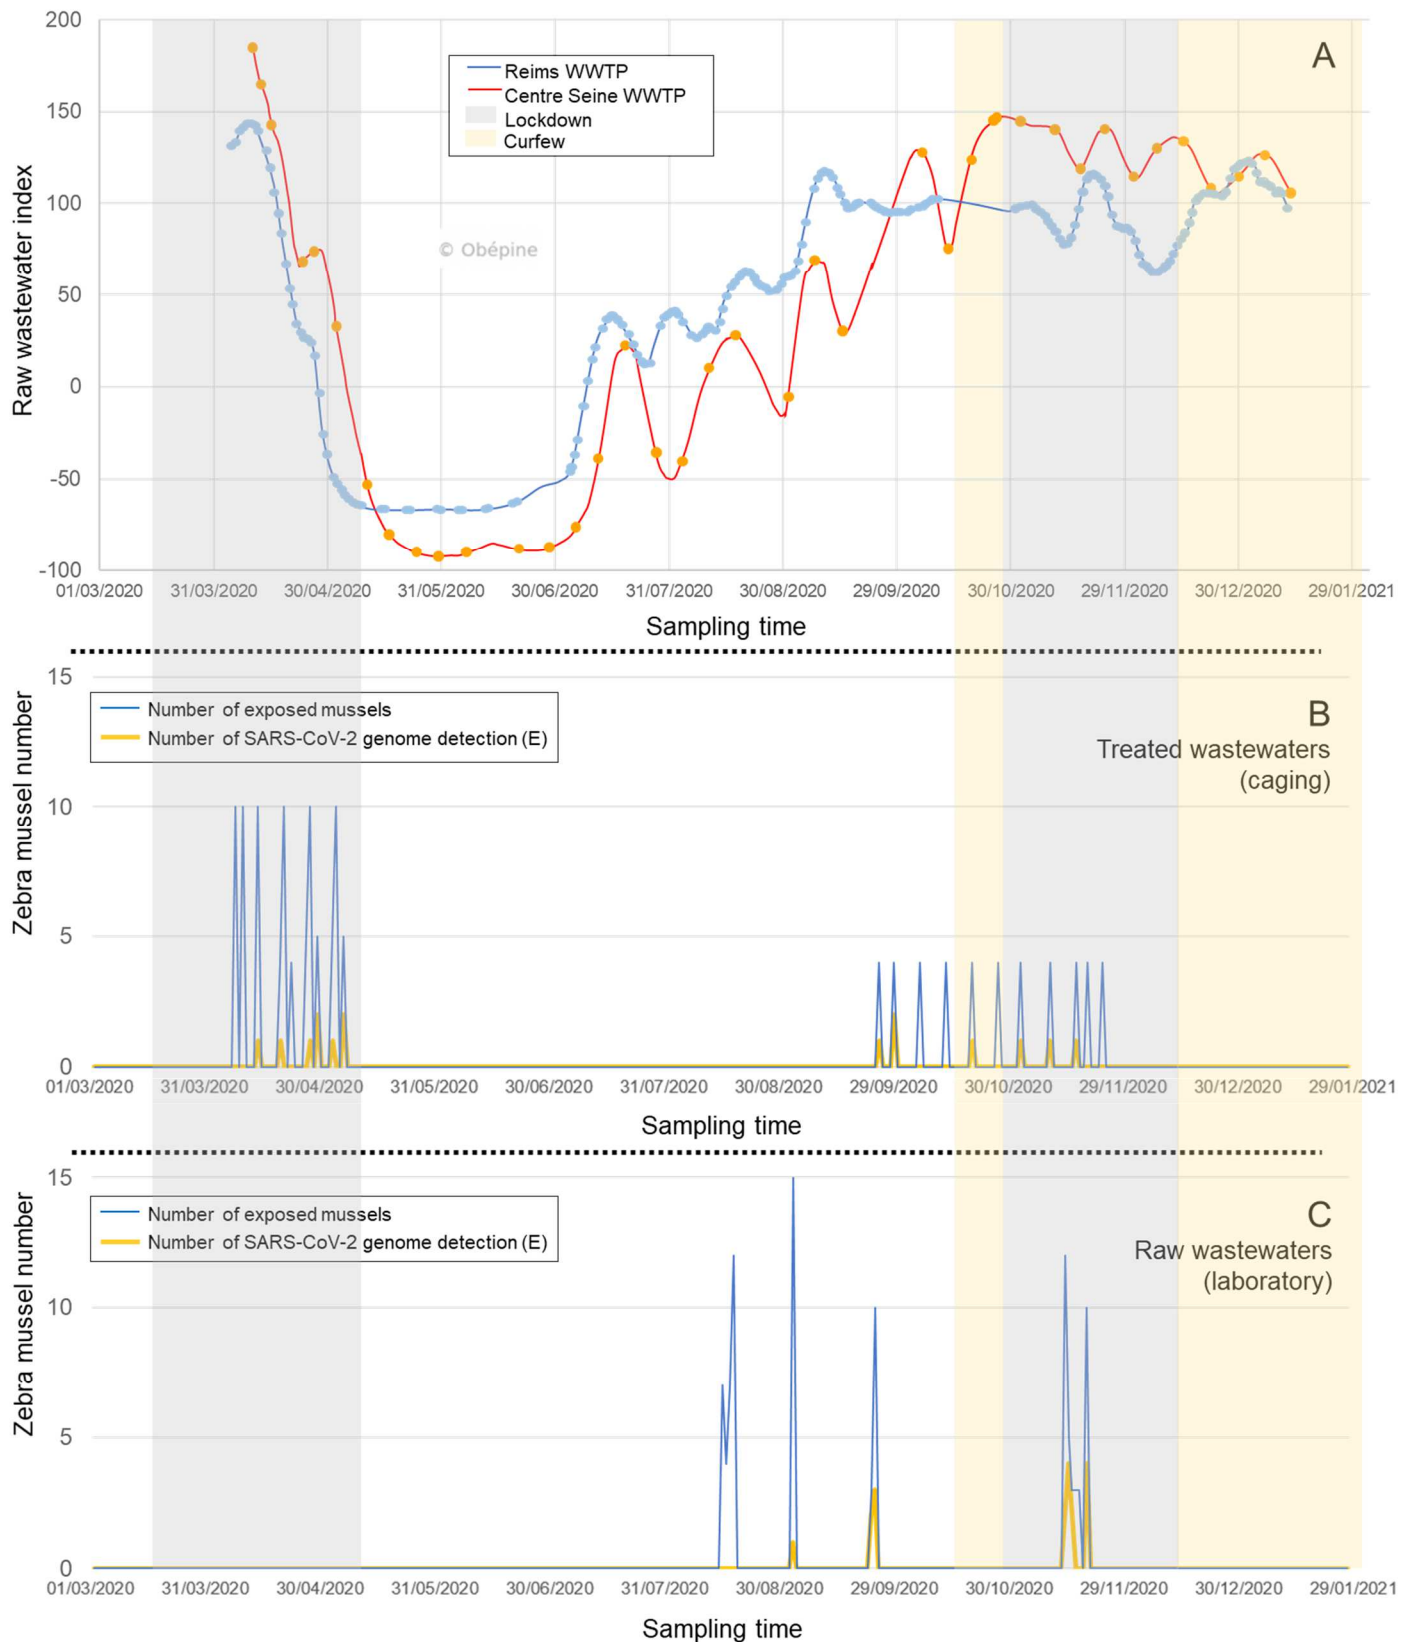 A
Raw wastewater index
200
150
100
50
0
-50
-100
Reims WWTP
Centre Seine WWTP
Lockdown
Curfew
© Obépine
01/03/2020 31/03/2020 30/04/2020 31/05/2020 30/06/2020 31/07/2020 30/08/2020 29/09/2020 30/10/2020 29/11/2020 30/12/2020 29/01/2021
Sampling time
B
Treated wastewaters
(caging)
Zebra mussel number
15
10
5
0
Number of exposed mussels
Number of SARS-CoV-2 genome detection (E)
01/03/2020 31/03/2020 30/04/2020 31/05/2020 30/06/2020 31/07/2020 30/08/2020 29/09/2020 30/10/2020 29/11/2020 30/12/2020 29/01/2021
Sampling time
C
Raw wastewaters
(laboratory)
Zebra mussel number
15
10
5
0
Number of exposed mussels
Number of SARS-CoV-2 genome detection (E)
01/03/2020 31/03/2020 30/04/2020 31/05/2020 30/06/2020 31/07/2020 30/08/2020 29/09/2020 30/10/2020 29/11/2020 30/12/2020 29/01/2021
Sampling time